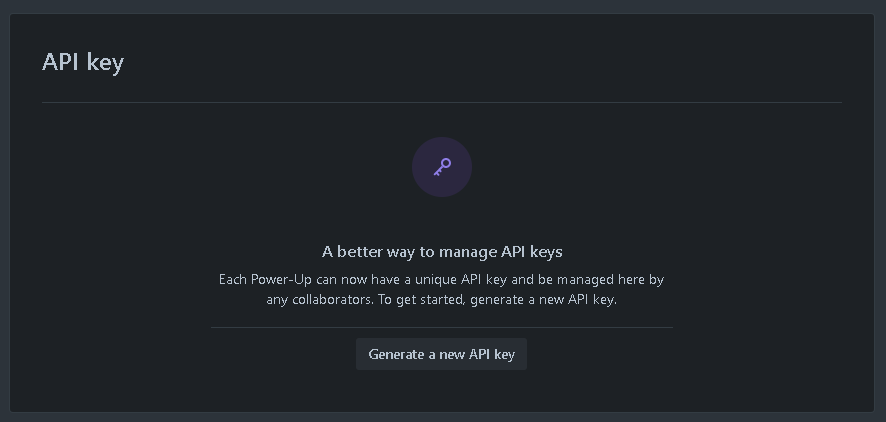 API key
A better way to manage API keys
Each Power-Up can now have a unique API key and be managed here by
any collaborators. To get started, generate a new API key.
Generate a new API key